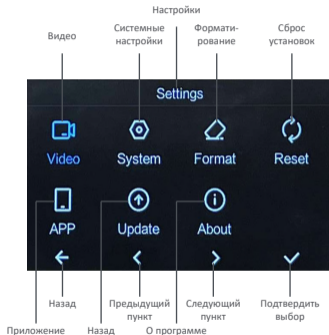 Настройки
Видео
Системные
настройки
Формати-
рование
Сброс
установок
Settings
Video
System
Format
Reset
APP
Update
About
Назад
Предыдущий
пункт
Следующий
пункт
Подтвердить
выбор
Приложение
Назад
О программе